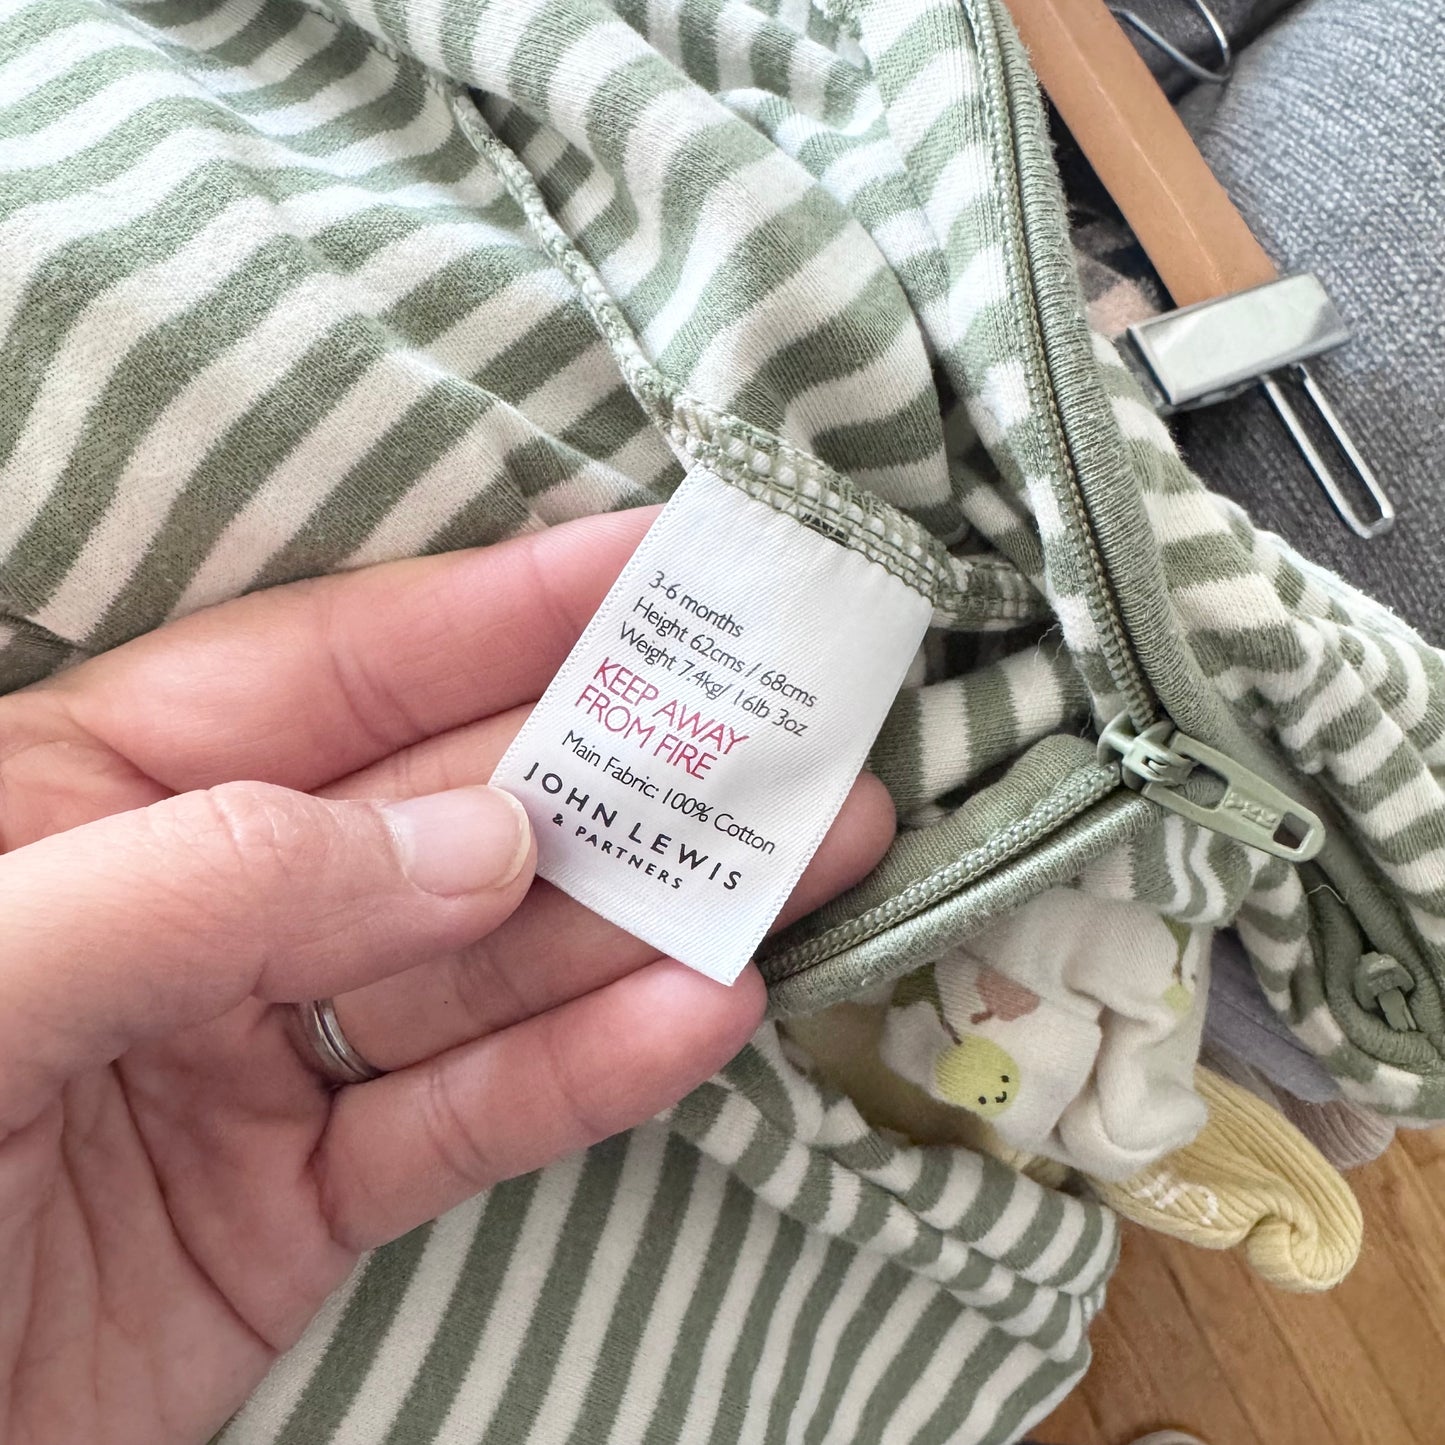 3-6 months
Height 62cms / 68cms
Weight 7.4kg/ 16lb 3oz
KEEP AWAY
FROM FIRE
Main Fabric: 100% Cotton
JOHN LEWIS
& PARTNERS